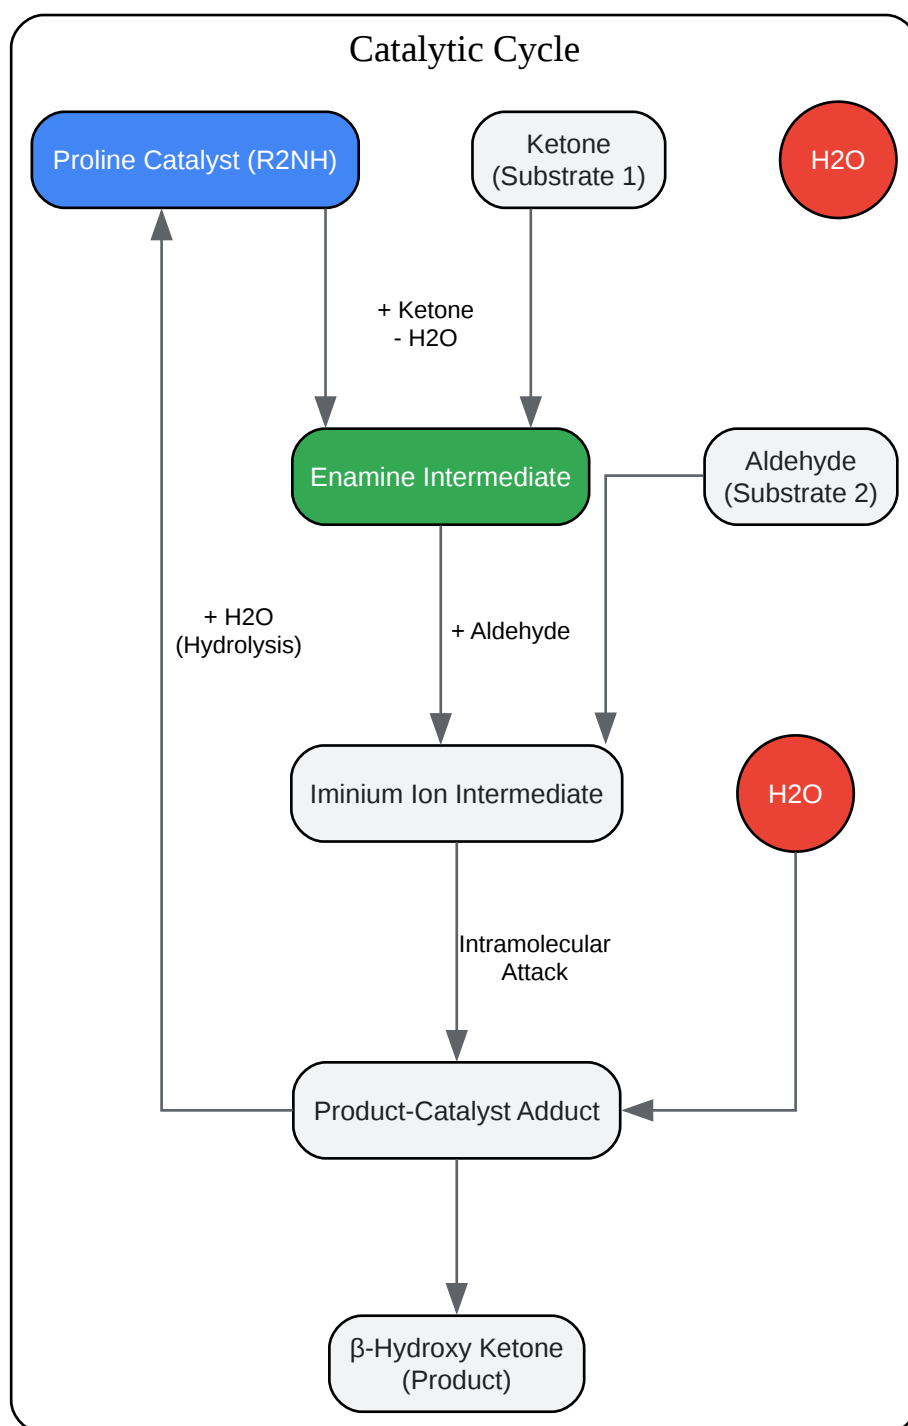 Catalytic Cycle
Proline Catalyst (R2NH)
Ketone
(Substrate 1)
H2O
+ Ketone
- H2O
Enamine Intermediate
Aldehyde
(Substrate 2)
+ H2O
(Hydrolysis)
+ Aldehyde
Iminium Ion Intermediate
H2O
Intramolecular
Attack
Product-Catalyst Adduct
β-Hydroxy Ketone
(Product)